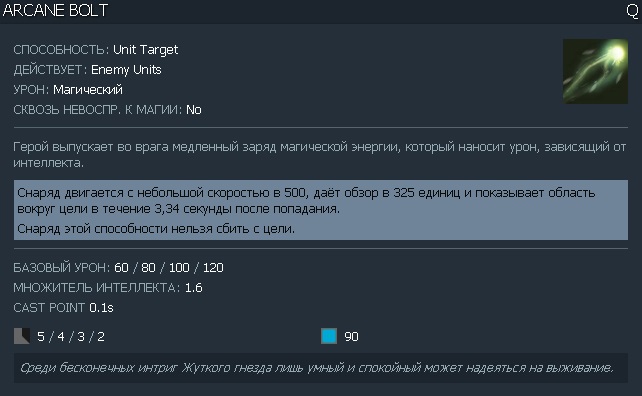 ARCANE BOLT Q
СПОСОБНОСТЬ: Unit Target
ДЕЙСТВУЕТ: Enemy Units
УРОН: Магический
СКВОЗЬ НЕВОСПР. К МАГИИ: No
Герой выпускает во врага медленный заряд магической энергии, который наносит урон, зависящий от
интеллекта.
Снаряд двигается с небольшой скоростью в 500, даёт обзор в 325 единиц и показывает область
вокруг цели в течение 3,34 секунды после попадания.
Снаряд этой способности нельзя сбить с цели.
БАЗОВЫЙ УРОН: 60 / 80 / 100 / 120
МНОЖИТЕЛЬ ИНТЕЛЛЕКТА: 1.6
CAST POINT 0.1s
5 / 4 / 3 / 2 90
Среди бесконечных интриг Жуткого гнезда лишь умный и спокойный может надеяться на выживание.